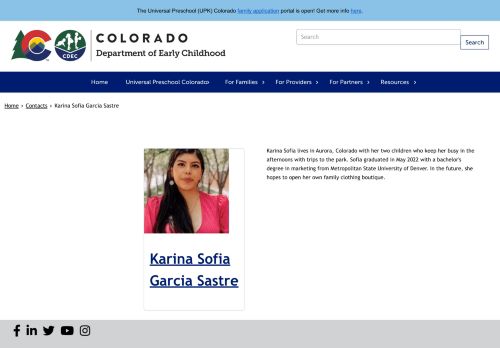 The Universal Preschool (UPK) Colorado family application portal is open! Get more info here.
COLORADO
Department of Early Childhood
CDEC
Search
Search
Home
Universal Preschool Colorado
For Families
For Providers
For Partners
Resources
Home › Contacts › Karina Sofia Garcia Sastre
Karina Sofia lives in Aurora, Colorado with her two children who keep her busy in the
afternoons with trips to the park. Sofia graduated in May 2022 with a bachelor's
degree in marketing from Metropolitan State University of Denver. In the future, she
hopes to open her own family clothing boutique.
Karina Sofia
Garcia Sastre